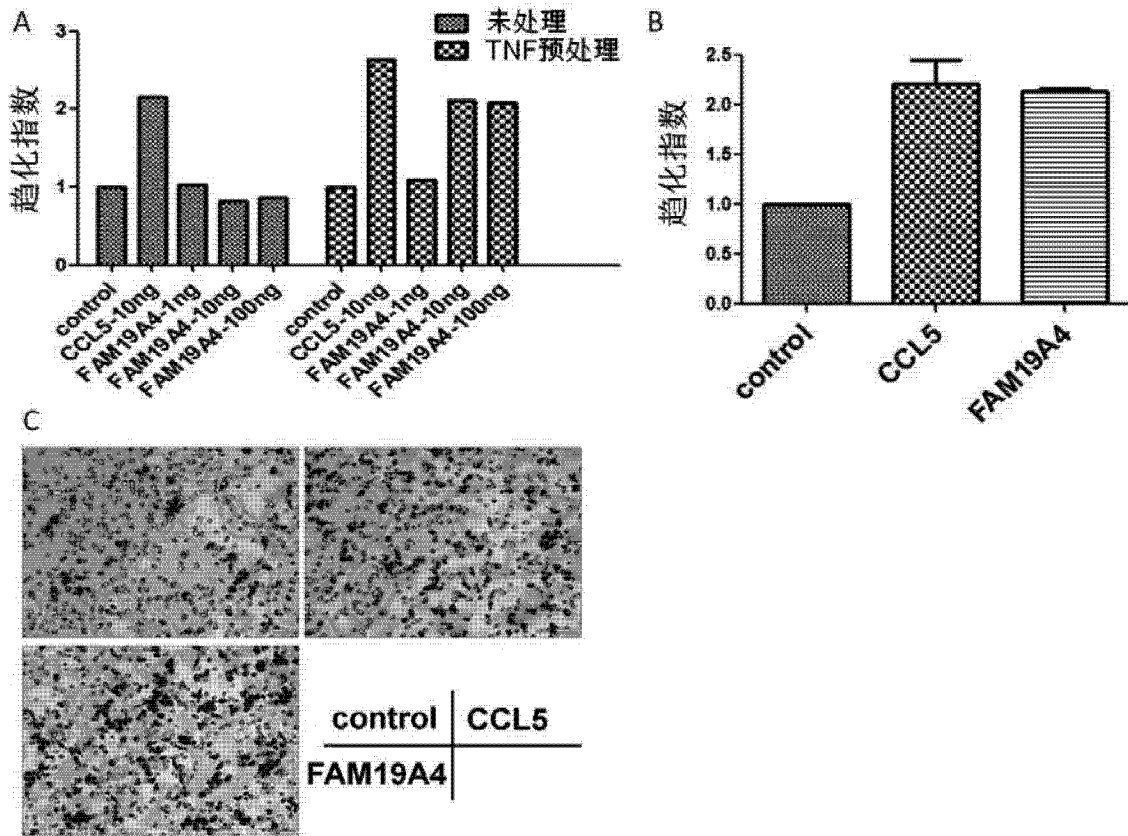 A
趋化指数
3
2
1
0
未处理
TNF预处理
control
CCL5-10ng
FAM19A4-1ng
FAM19A4-10ng
FAM19A4-100ng
control
CCL5-10ng
FAM19A4-1ng
FAM19A4-10ng
FAM19A4-100ng
B
趋化指数
2.5
2.0
1.5
1.0
0.5
0.0
control
CCL5
FAM19A4
C
control CCL5
FAM19A4